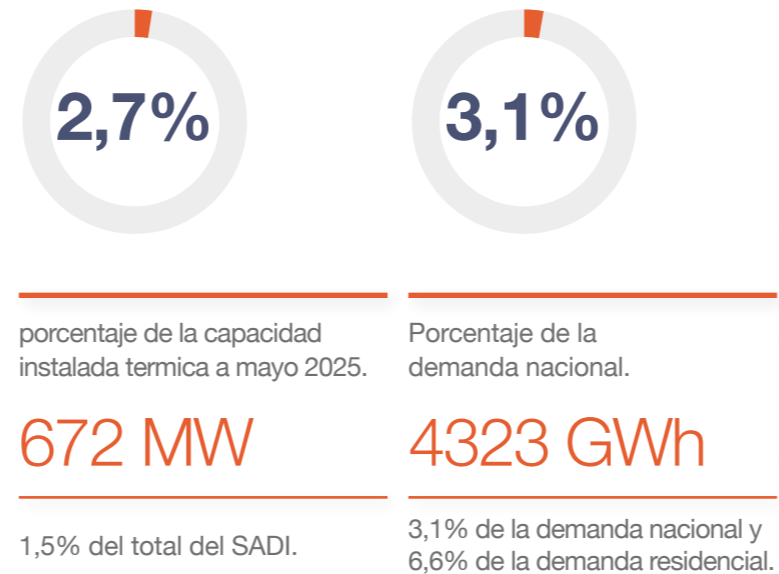 2,7%
porcentaje de la capacidad
instalada termica a mayo 2025.
672 MW
1,5% del total del SADI.
3,1%
Porcentaje de la
demanda nacional.
4323 GWh
3,1% de la demanda nacional y
6,6% de la demanda residencial.